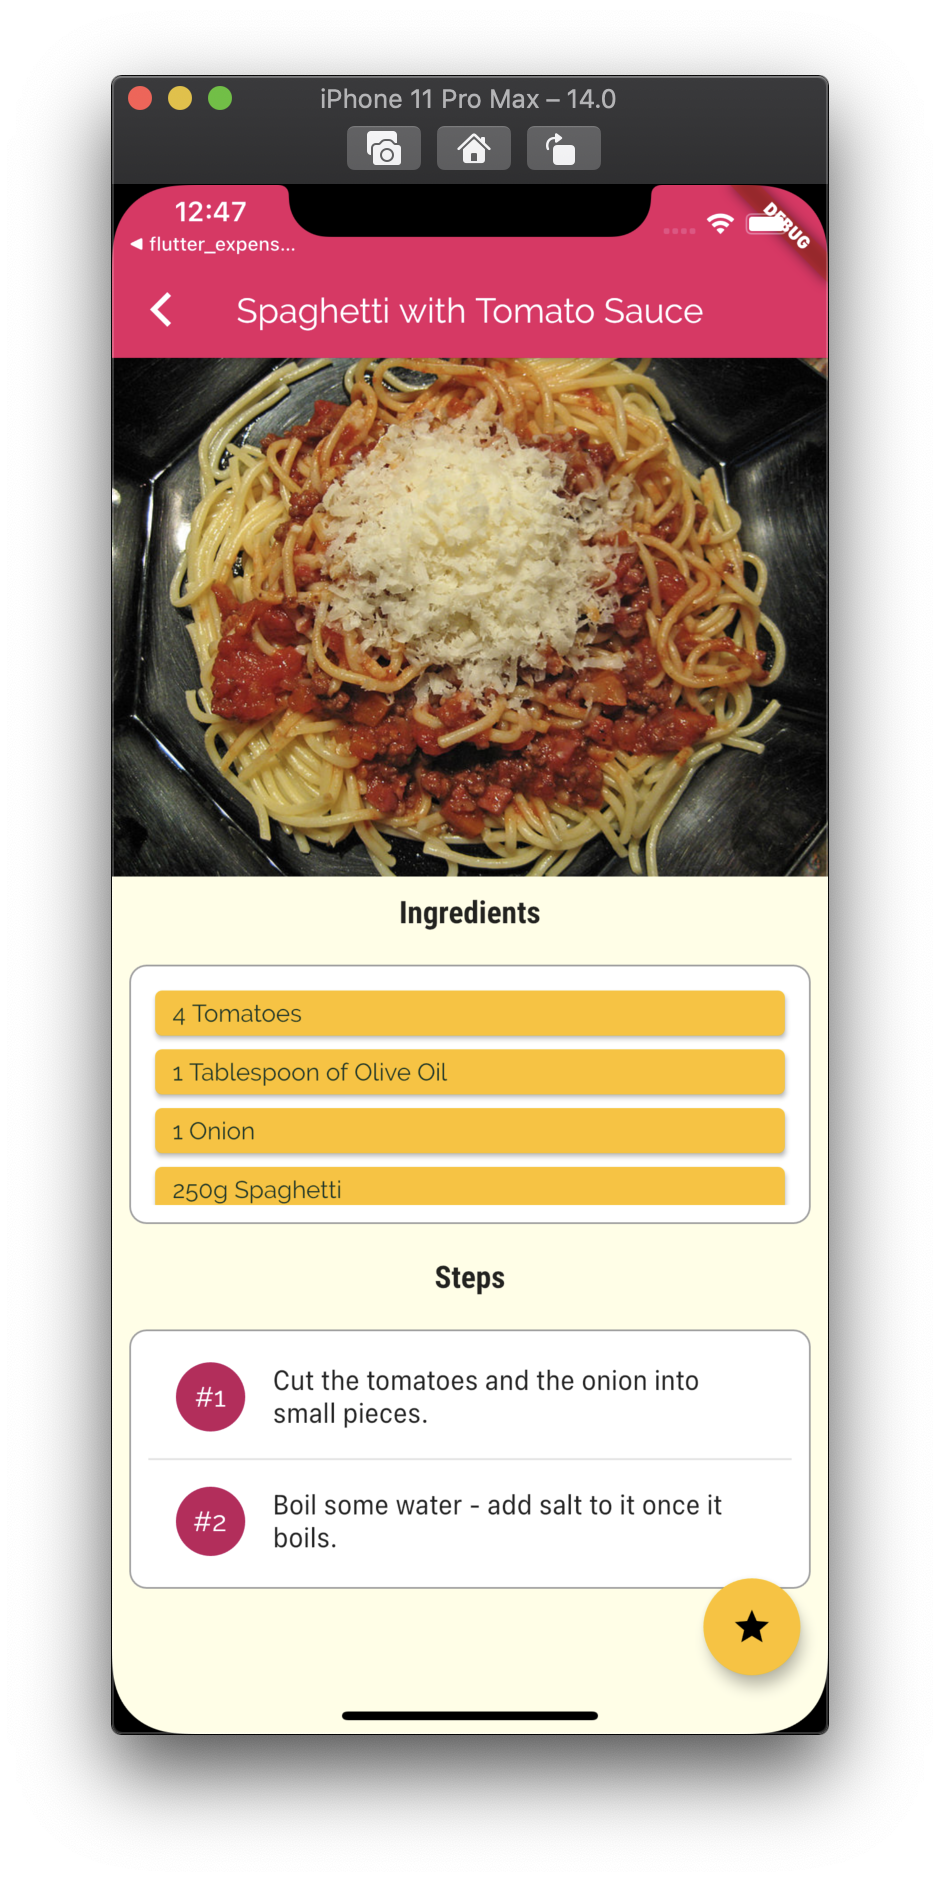 iPhone 11 Pro Max – 14.0
12:47
DEBUG
◀ flutter_expens...
Spaghetti with Tomato Sauce
Ingredients
4 Tomatoes
1 Tablespoon of Olive Oil
1 Onion
250g Spaghetti
Steps
#1
Cut the tomatoes and the onion into
small pieces.
#2
Boil some water - add salt to it once it
boils.